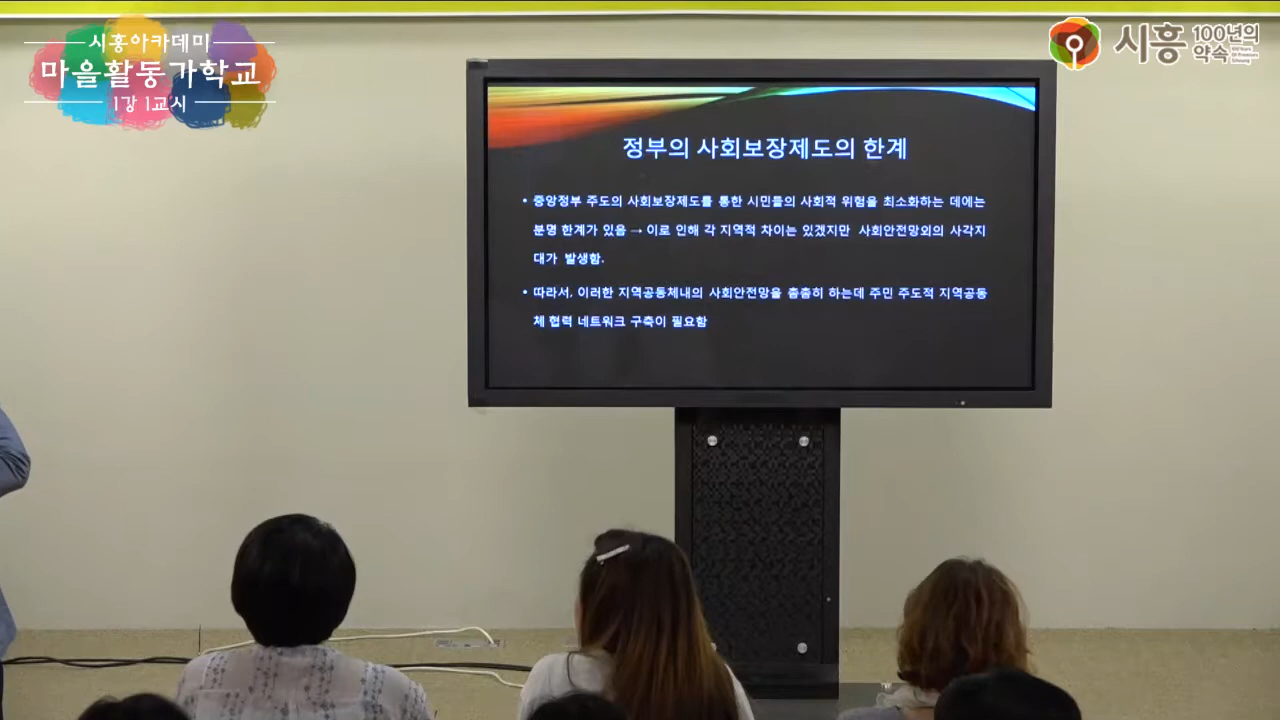 시흥아카데미
마을활동가학교
1강 1교시
시흥 100년의
약속
정부의 사회보장제도의 한계
• 중앙정부 주도의 사회보장제도를 통한 시민들의 사회적 위험을 최소화하는 데에는
분명 한계가 있음 → 이로 인해 각 지역적 차이는 있겠지만 사회안전망외의 사각지
대가 발생함.
• 따라서, 이러한 지역공동체내의 사회안전망을 촘촘히 하는데 주민 주도적 지역공동
체 협력 네트워크 구축이 필요함